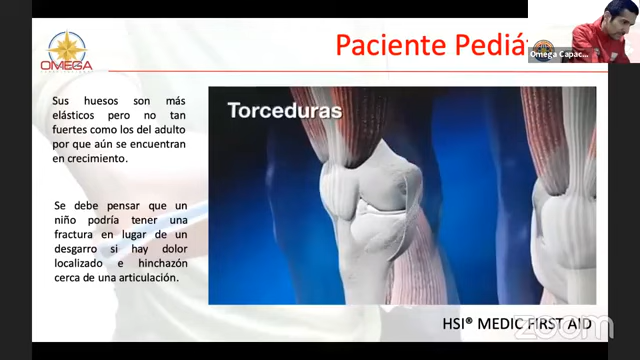 Paciente Pediá
Omega Capac...
OMEGA
Sus huesos son más
elásticos pero no tan
fuertes como los del adulto
por que aún se encuentran
en crecimiento.
Torceduras
Se debe pensar que un
niño podría tener una
fractura en lugar de un
desgarro si hay dolor
localizado e hinchazón
cerca de una articulación.
HSI® MEDIC FIRST AID
zoom